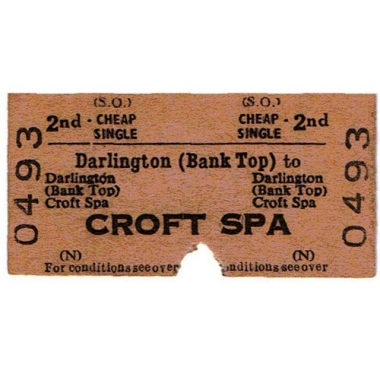 (S.O.) (S.O.)
2nd - CHEAP CHEAP - 2nd
SINGLE SINGLE
Darlington (Bank Top) to
Darlington Darlington
(Bank Top) (Bank Top)
Croft Spa Croft Spa
CROFT SPA
(N) (N)
For conditions see over conditions see over
0493 0493